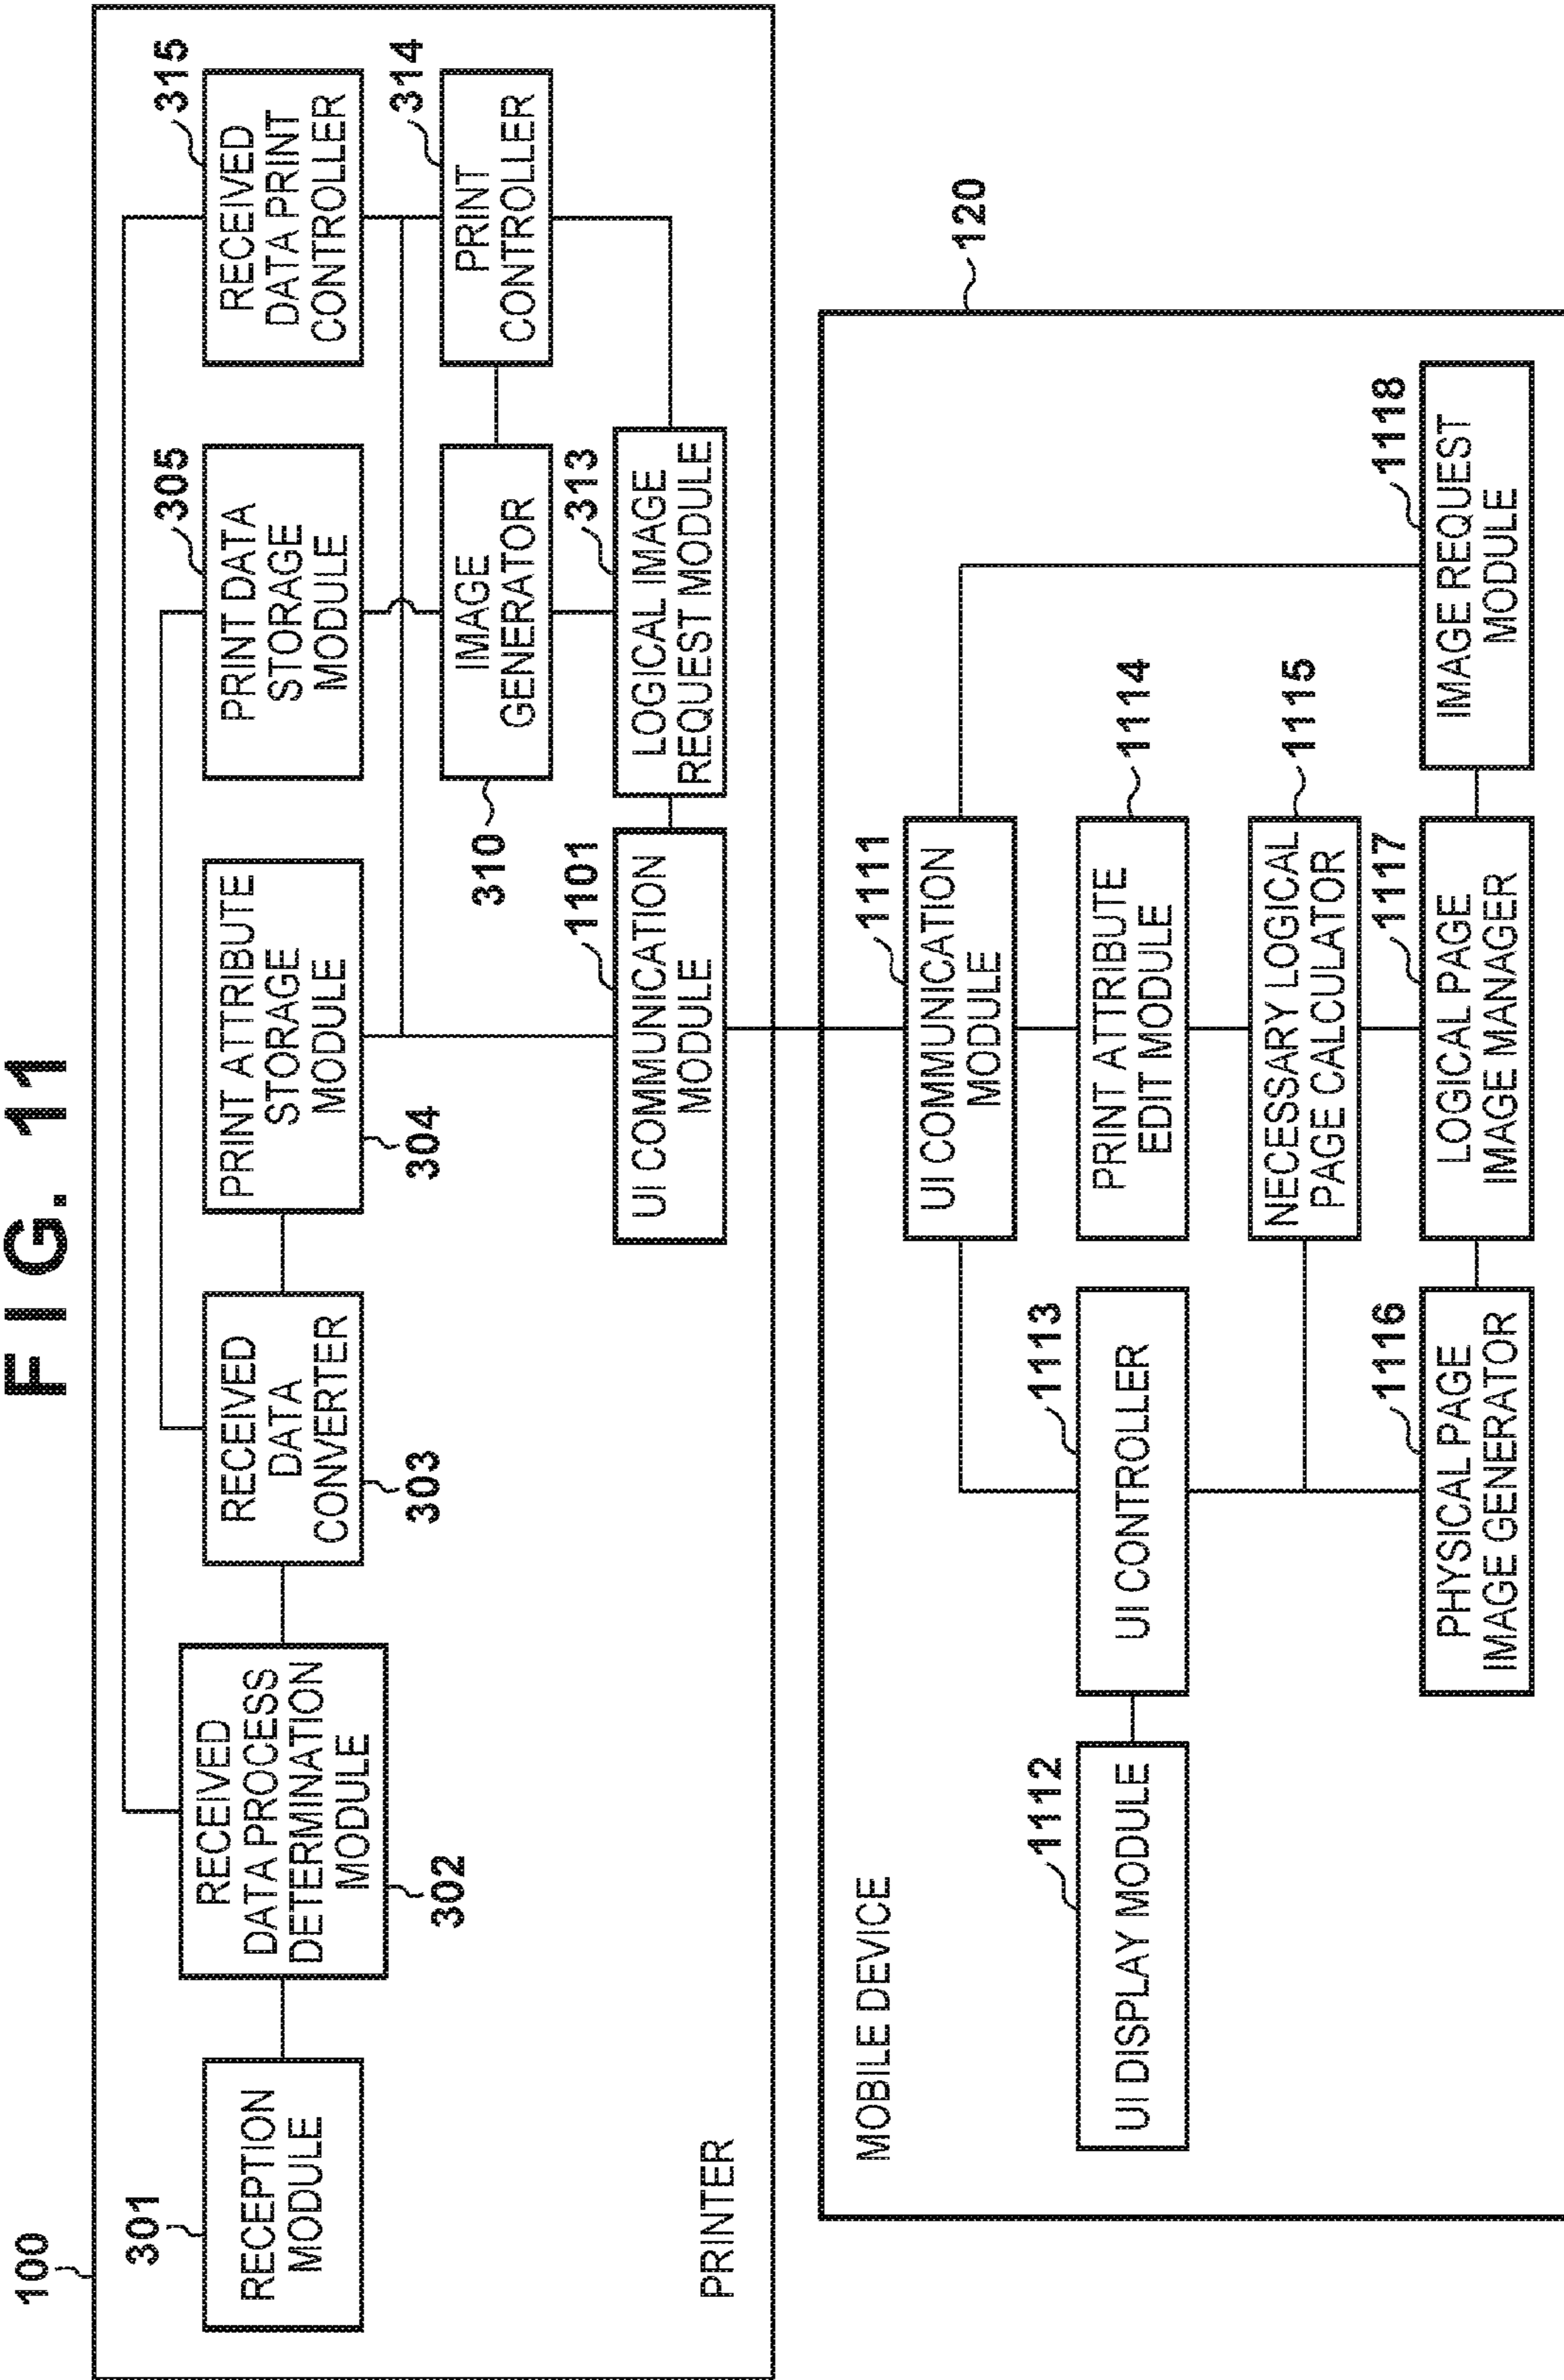 FIG. 11
100
301
RECEPTION
MODULE
RECEIVED
DATA PROCESS
DETERMINATION
MODULE
302
RECEIVED
DATA
CONVERTER
303
PRINT ATTRIBUTE
STORAGE
MODULE
304
PRINT DATA
STORAGE
MODULE
305
RECEIVED
DATA PRINT
CONTROLLER
315
IMAGE
GENERATOR
310
PRINT
CONTROLLER
314
UI COMMUNICATION
MODULE
1101
LOGICAL IMAGE
REQUEST MODULE
313
PRINTER
MOBILE DEVICE
120
UI COMMUNICATION
MODULE
1111
UI DISPLAY MODULE
1112
UI CONTROLLER
1113
PRINT ATTRIBUTE
EDIT MODULE
1114
NECESSARY LOGICAL
PAGE CALCULATOR
1115
PHYSICAL PAGE
IMAGE GENERATOR
1116
LOGICAL PAGE
IMAGE MANAGER
1117
IMAGE REQUEST
MODULE
1118